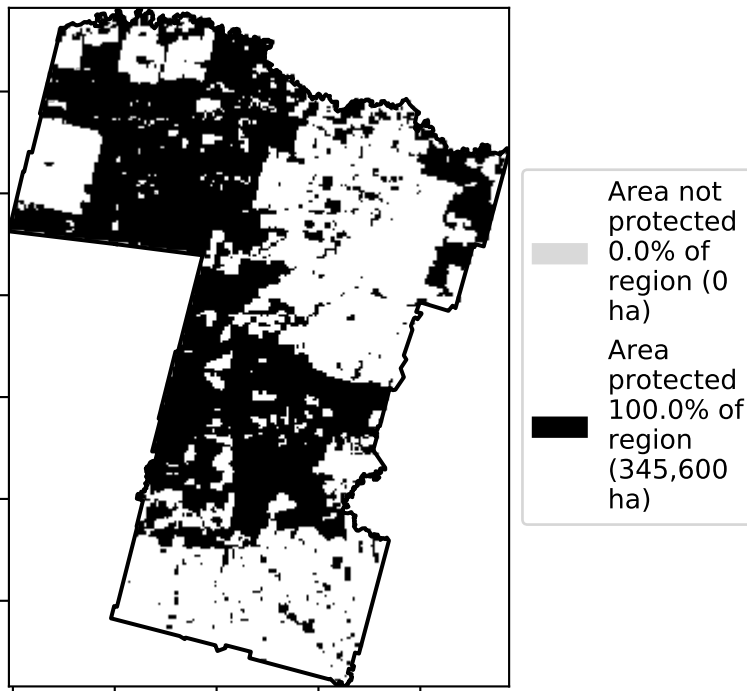 Area not
protected
0.0% of
region (0
ha)
Area
protected
100.0% of
region
(345,600
ha)